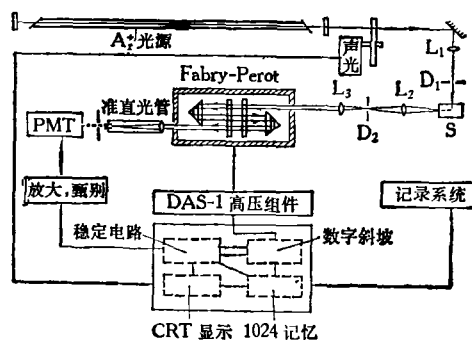 Ar+光源
声光
L1
D1
S
L2
D2
L3
Fabry-Perot
准直光管
PMT
放大,甄别
DAS-1 高压组件
记录系统
稳定电路
数字斜坡
CRT 显示 1024 记忆